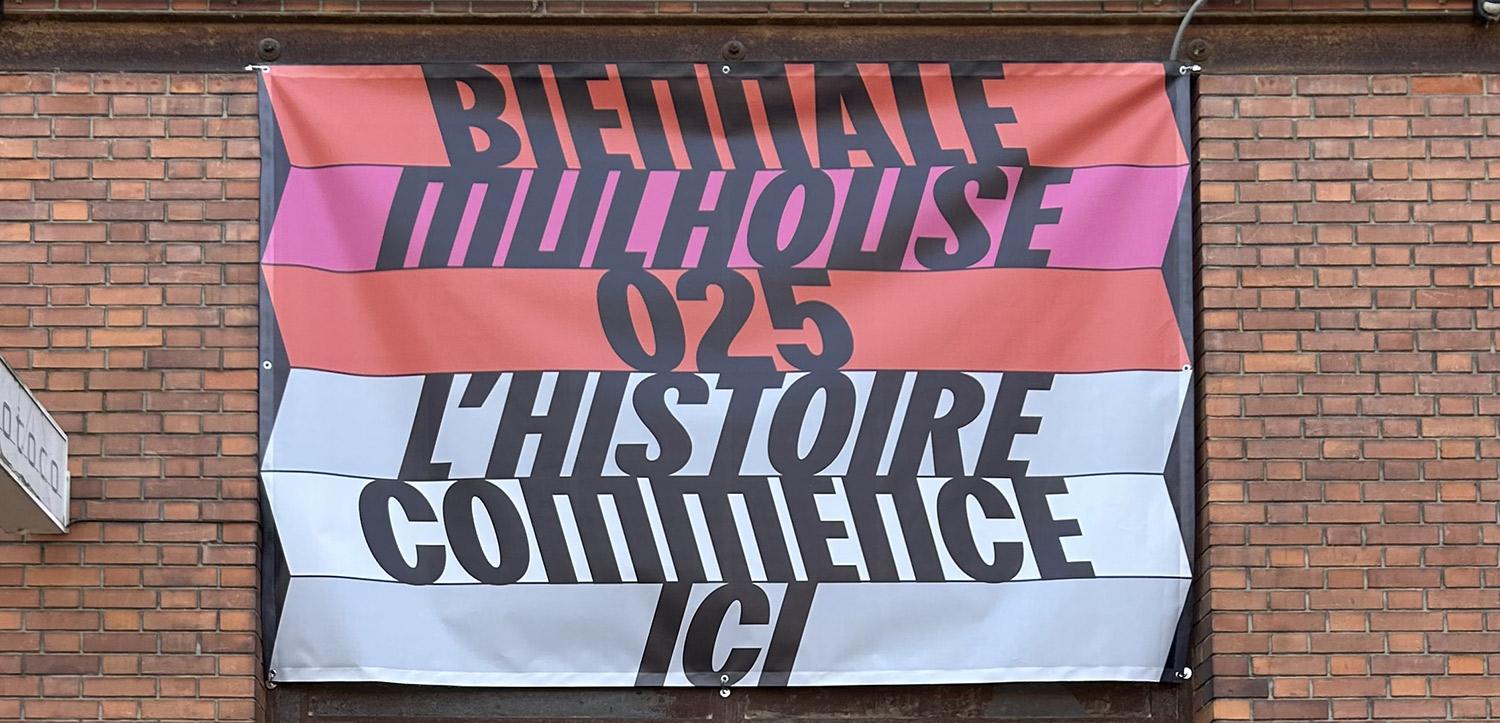 BIENNALE
MULHOUSE
025
L'HISTOIRE
COMMENCE
ICI